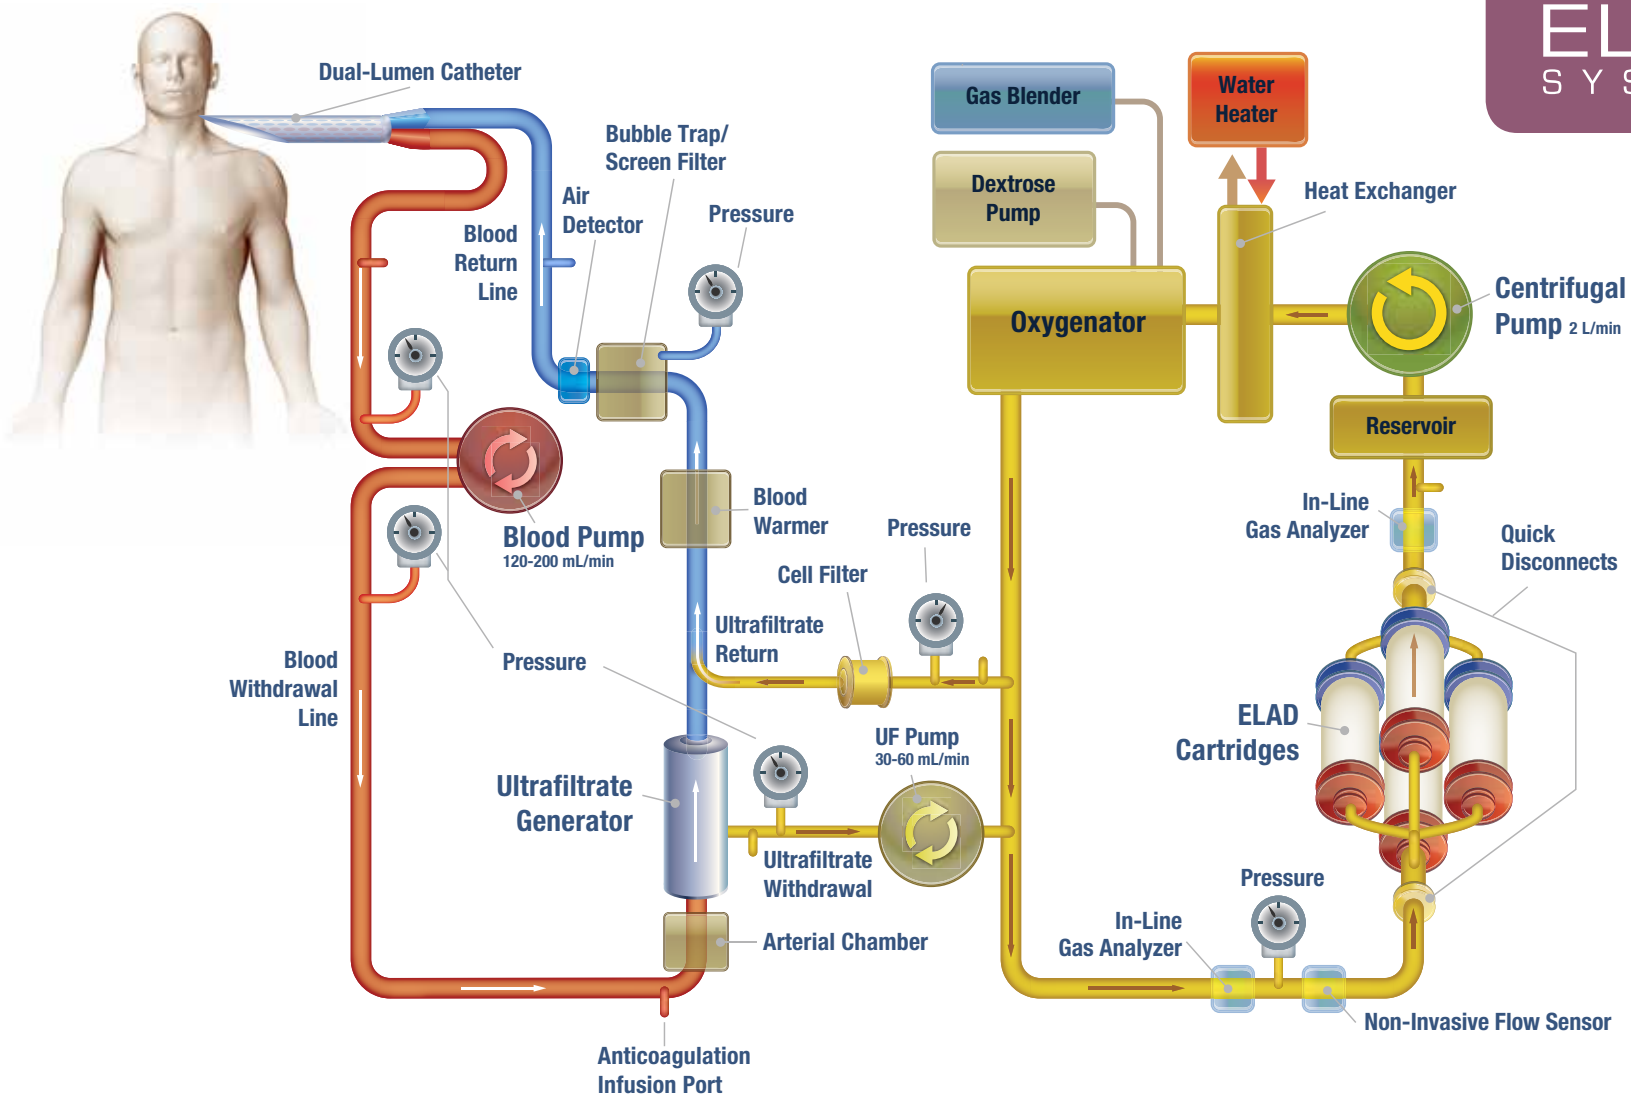 EL
SYS
Dual-Lumen Catheter
Bubble Trap/
Screen Filter
Air
Detector
Pressure
Blood
Return
Line
Gas Blender
Dextrose
Pump
Water
Heater
Heat Exchanger
Oxygenator
Centrifugal
Pump 2 L/min
Reservoir
In-Line
Gas Analyzer
Quick
Disconnects
Blood Pump
120-200 mL/min
Blood
Warmer
Pressure
Cell Filter
Ultrafiltrate
Return
Blood
Withdrawal
Line
Pressure
ELAD
Cartridges
UF Pump
30-60 mL/min
Ultrafiltrate
Generator
Ultrafiltrate
Withdrawal
Pressure
In-Line
Gas Analyzer
Arterial Chamber
Non-Invasive Flow Sensor
Anticoagulation
Infusion Port